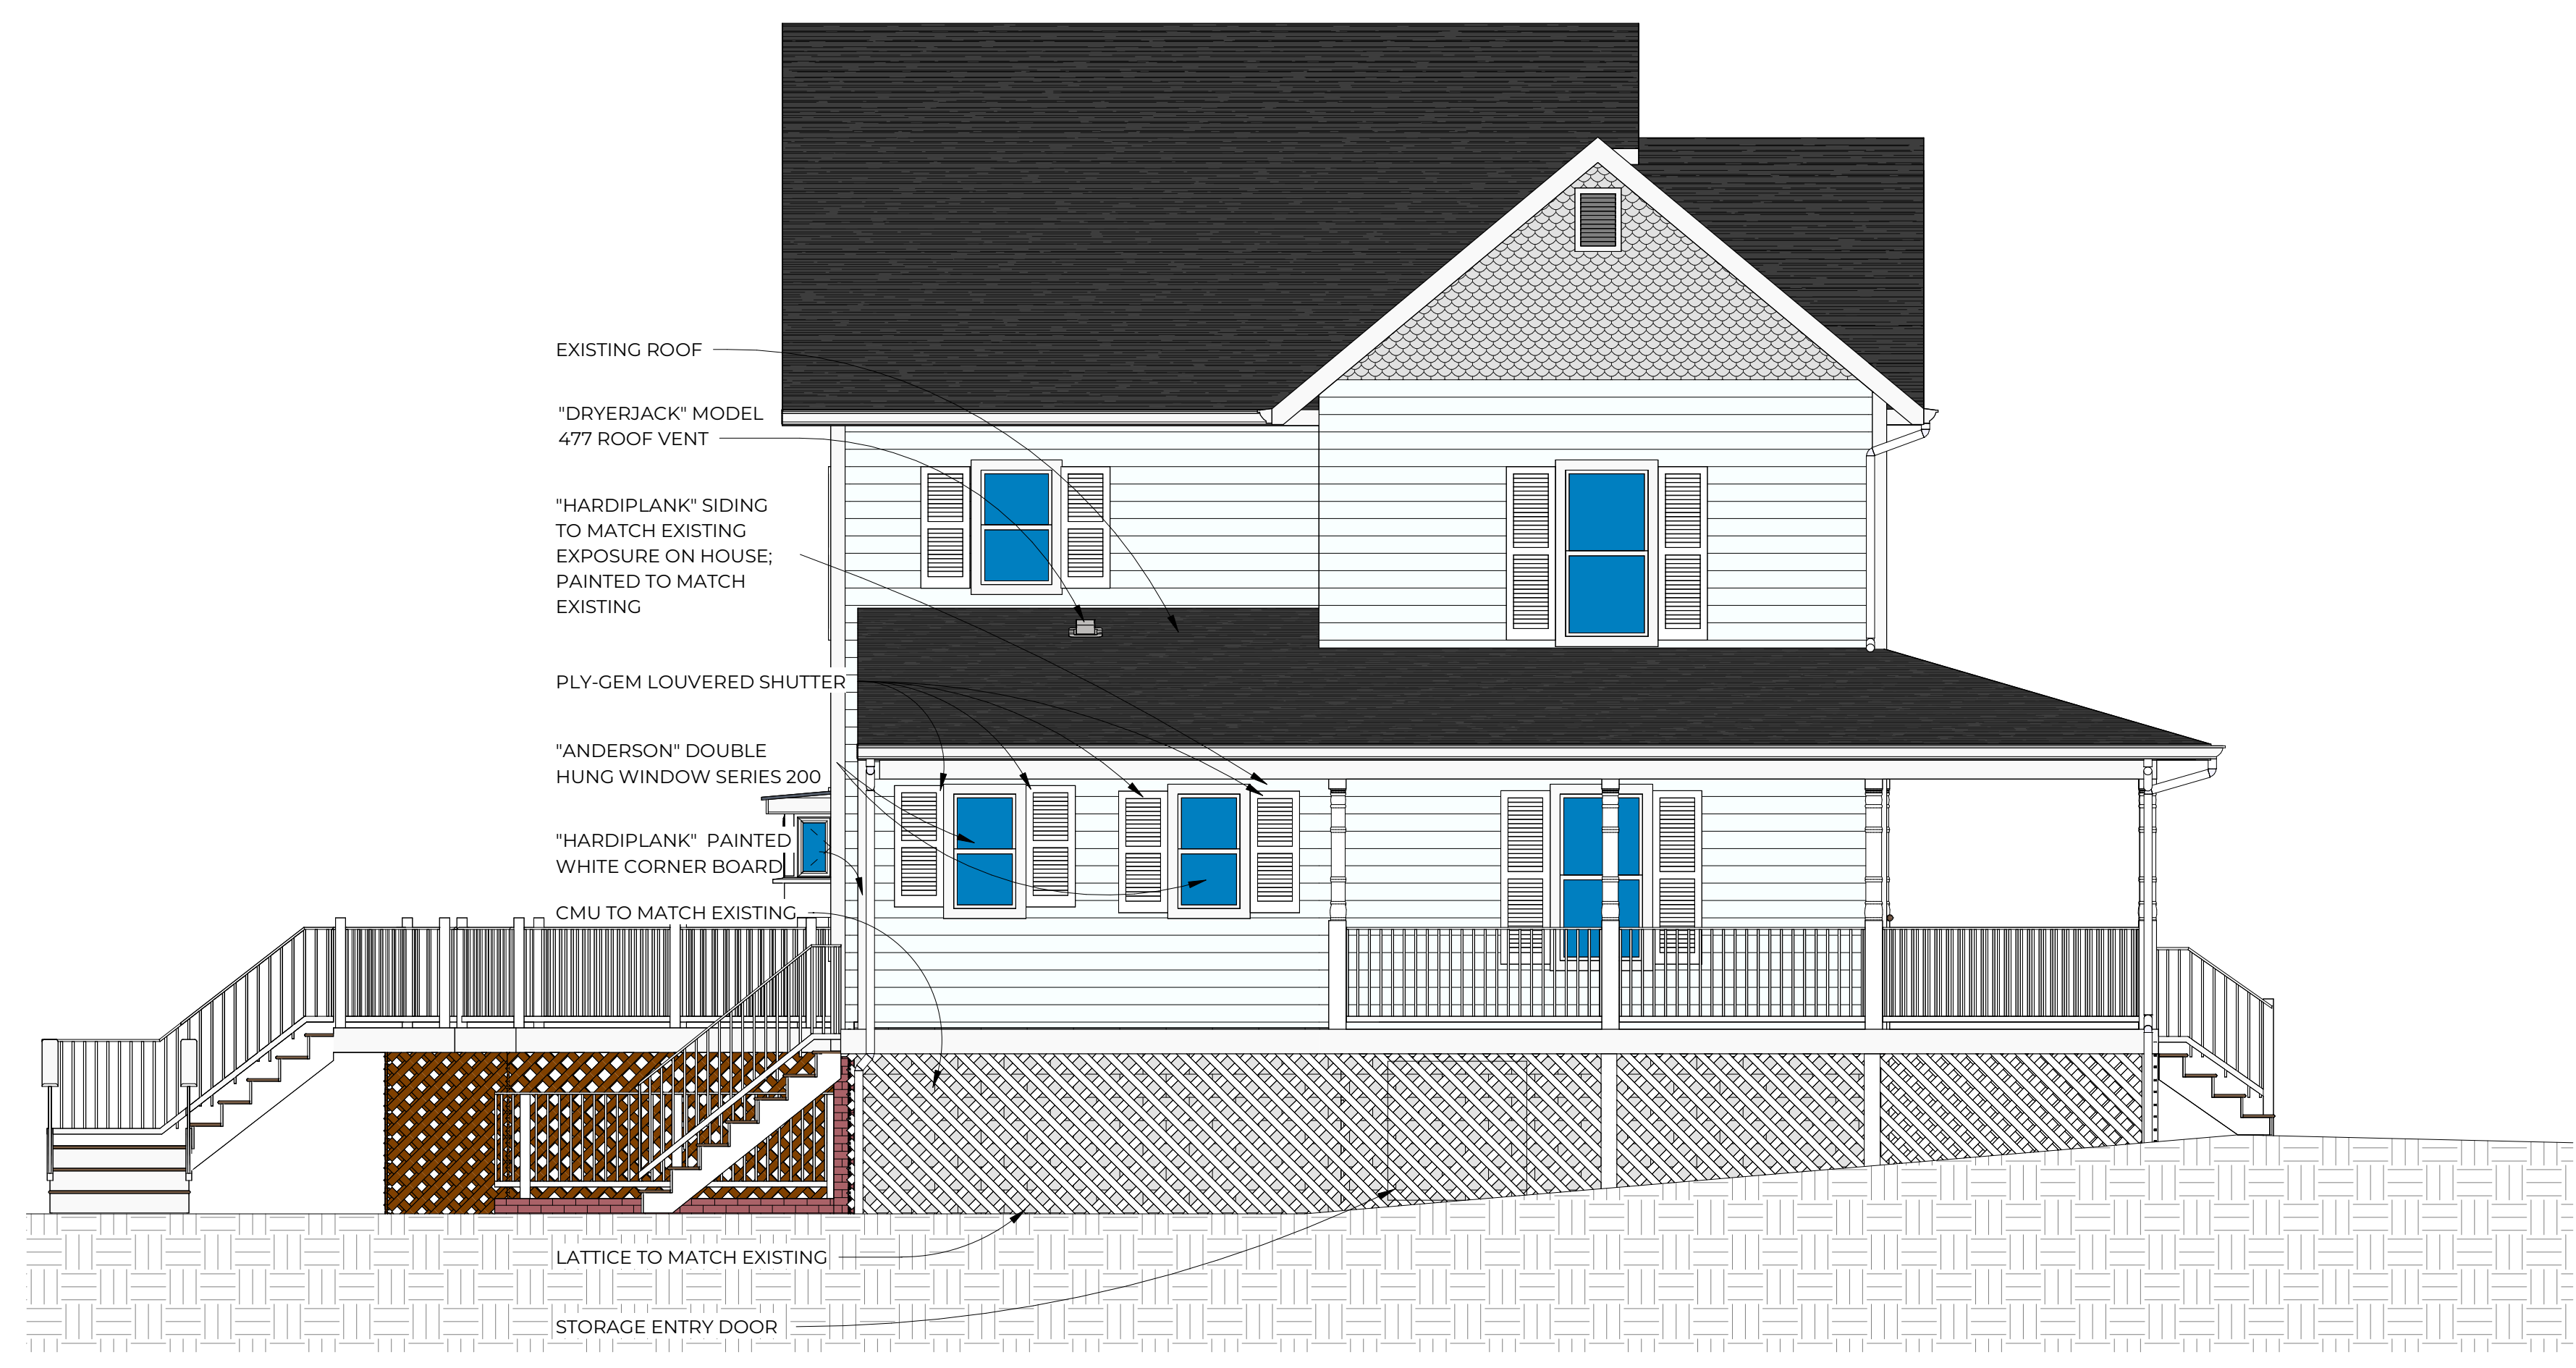 EXISTING ROOF
"DRYERJACK" MODEL
477 ROOF VENT
"HARDIPLANK" SIDING
TO MATCH EXISTING
EXPOSURE ON HOUSE;
PAINTED TO MATCH
EXISTING
PLY-GEM LOUVERED SHUTTER
"ANDERSON" DOUBLE
HUNG WINDOW SERIES 200
"HARDIPLANK" PAINTED
WHITE CORNER BOARD
CMU TO MATCH EXISTING
LATTICE TO MATCH EXISTING
STORAGE ENTRY DOOR